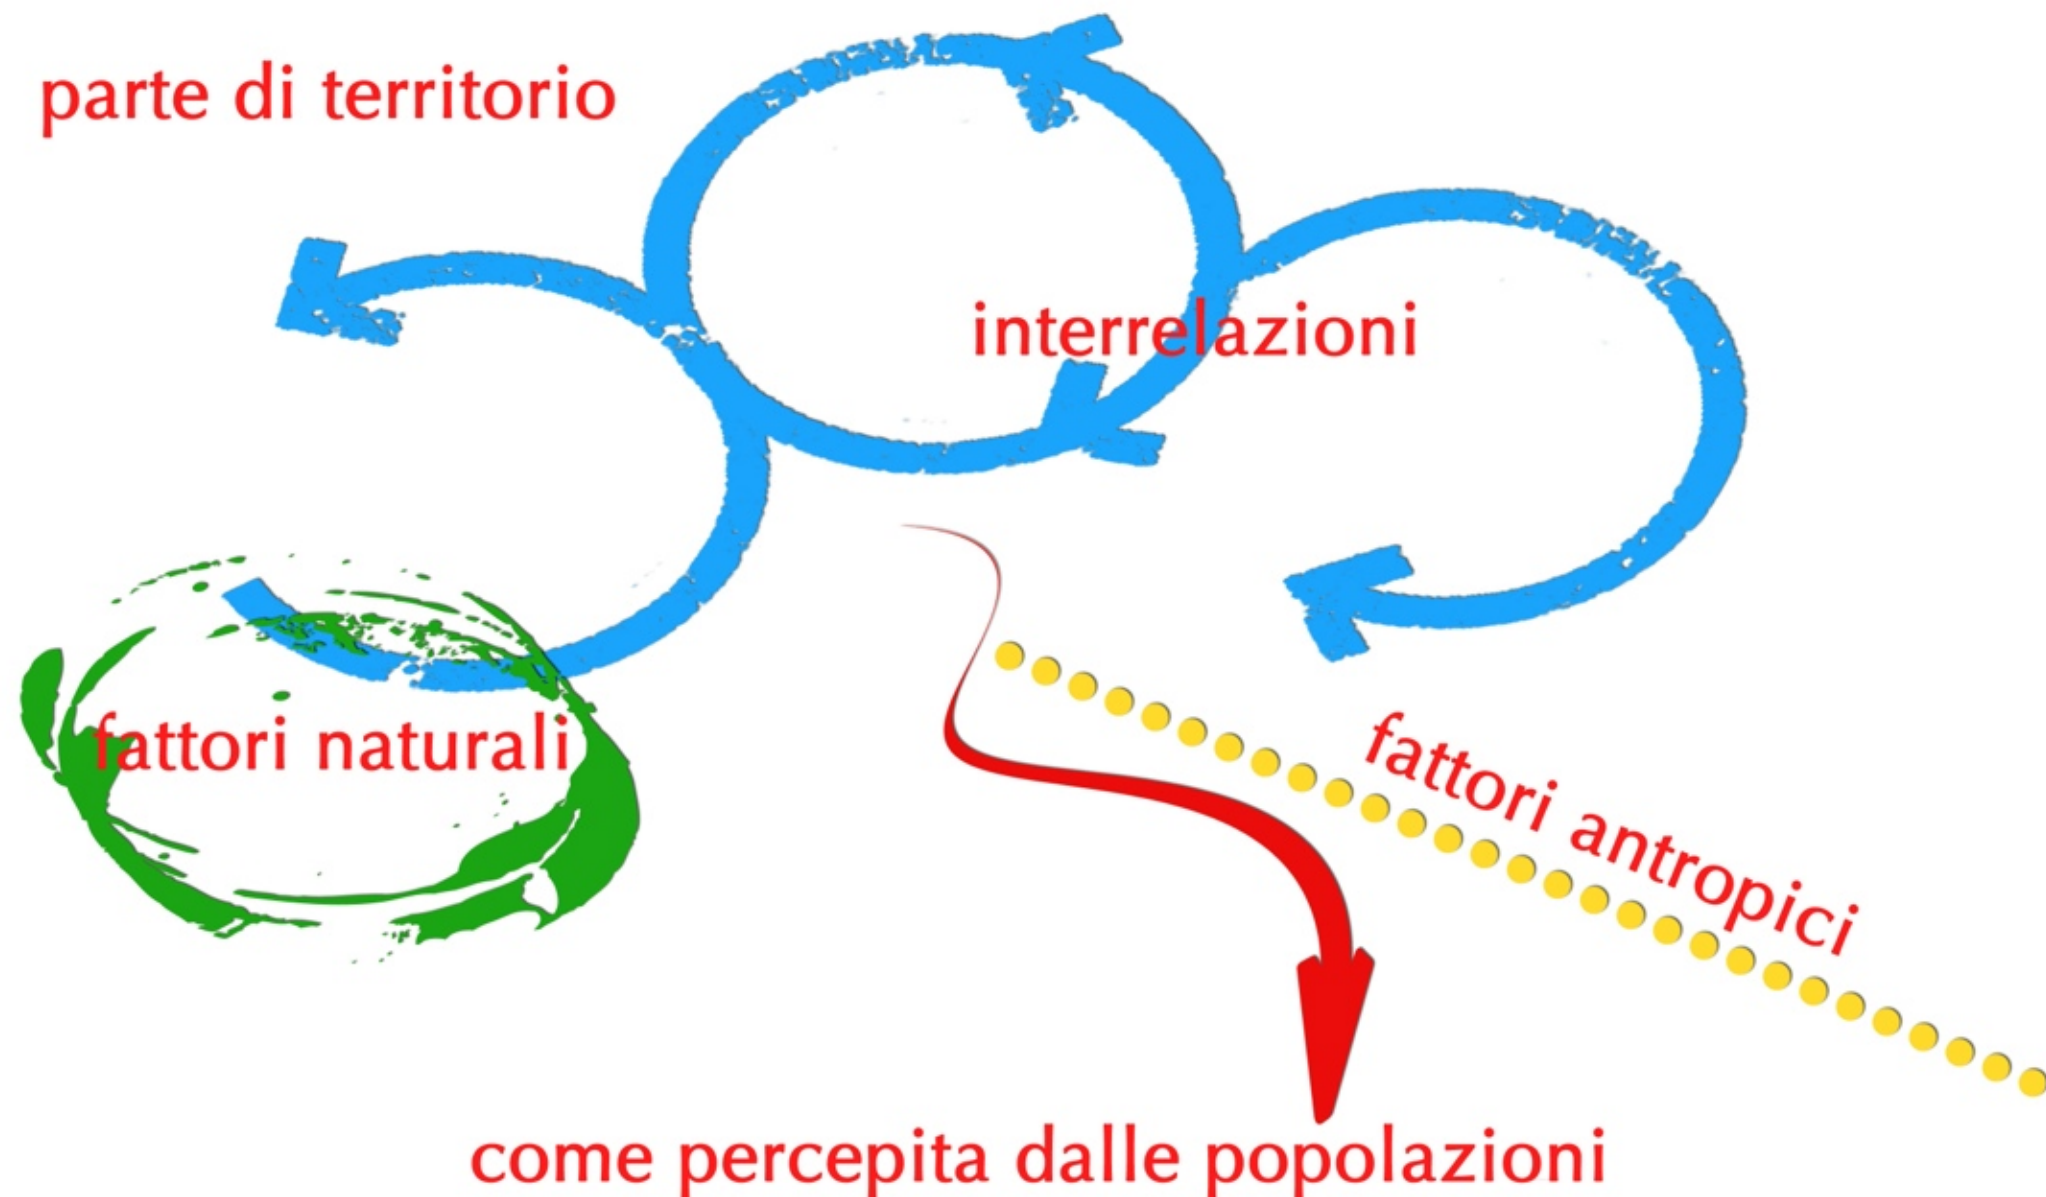 parte di territorio
interrelazioni
fattori naturali
fattori antropici
come percepita dalle popolazioni